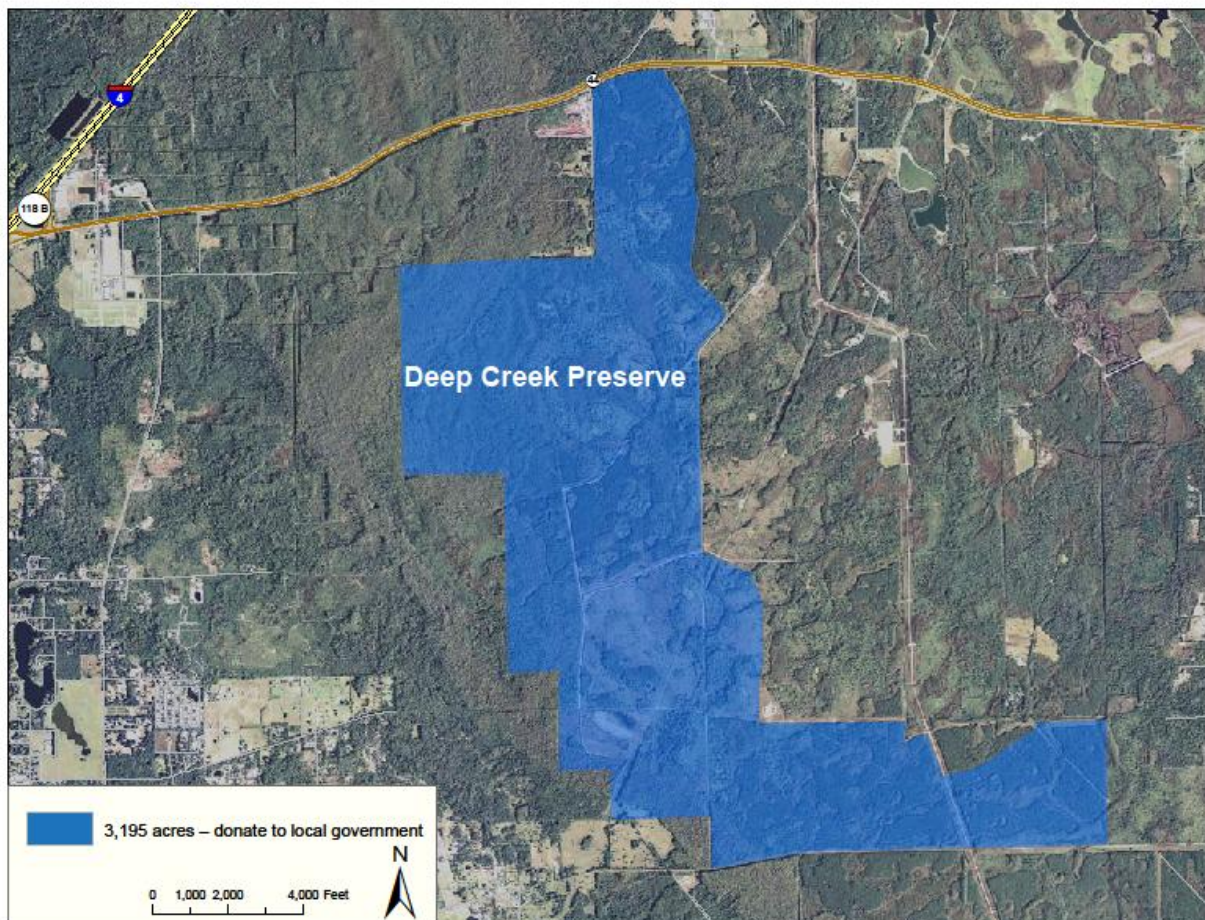 4
44
118 B
Deep Creek Preserve
3,195 acres – donate to local government
N
0 1,000 2,000 4,000 Feet